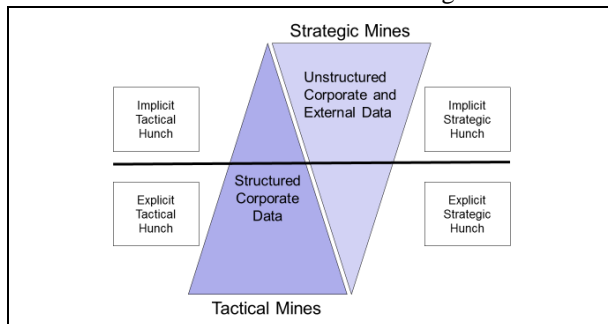 Strategic Mines
Unstructured
Corporate and
External Data
Implicit
Tactical
Hunch
Implicit
Strategic
Hunch
Structured
Corporate
Data
Explicit
Tactical
Hunch
Explicit
Strategic
Hunch
Tactical Mines